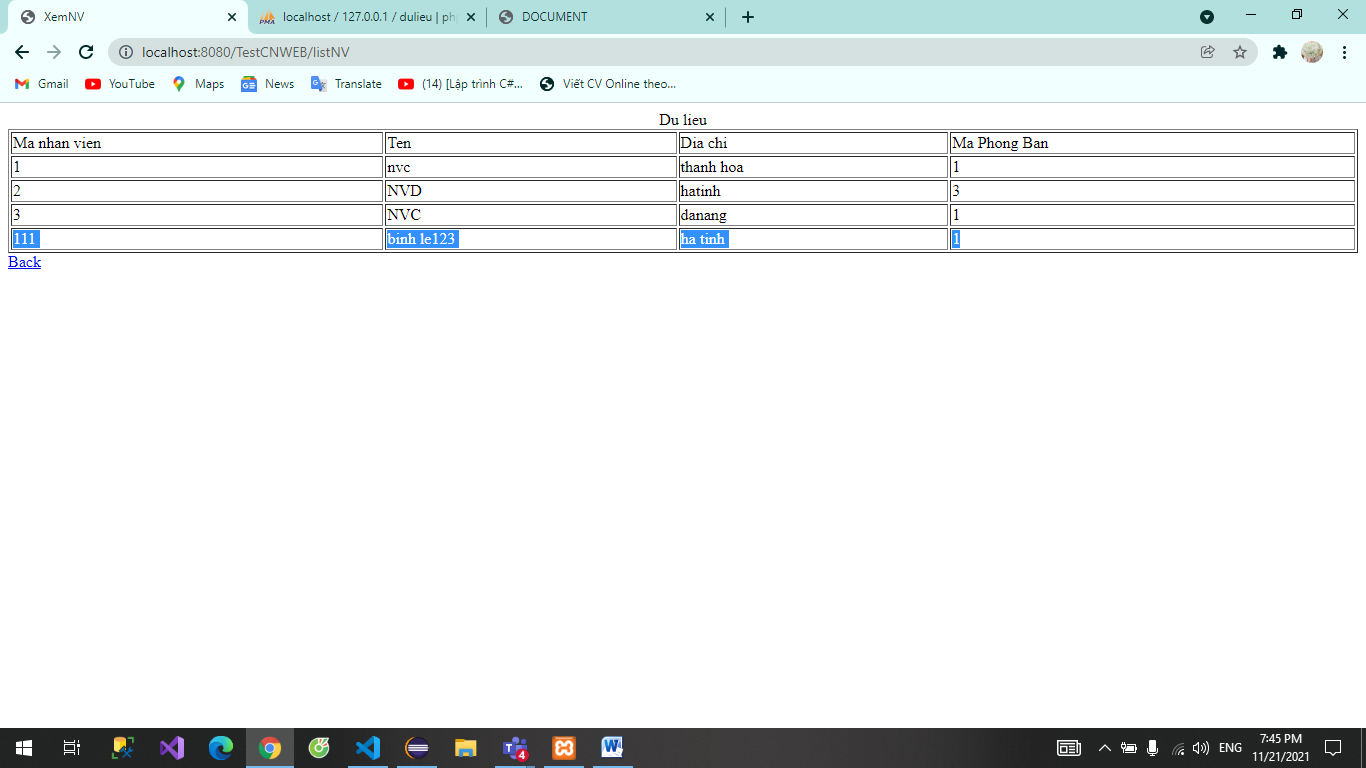 XemNV localhost / 127.0.0.1 / dulieu | ph DOCUMENT
localhost:8080/TestCNWEB/listNV
Gmail YouTube Maps News Translate (14) [Lập trình C#... Viết CV Online theo...
Du lieu
Ma nhan vien Ten Dia chi Ma Phong Ban
1 nvc thanh hoa 1
2 NVD hatinh 3
3 NVC danang 1
111 binh le123 ha tinh 1
Back
4 ENG 7:45 PM
11/21/2021